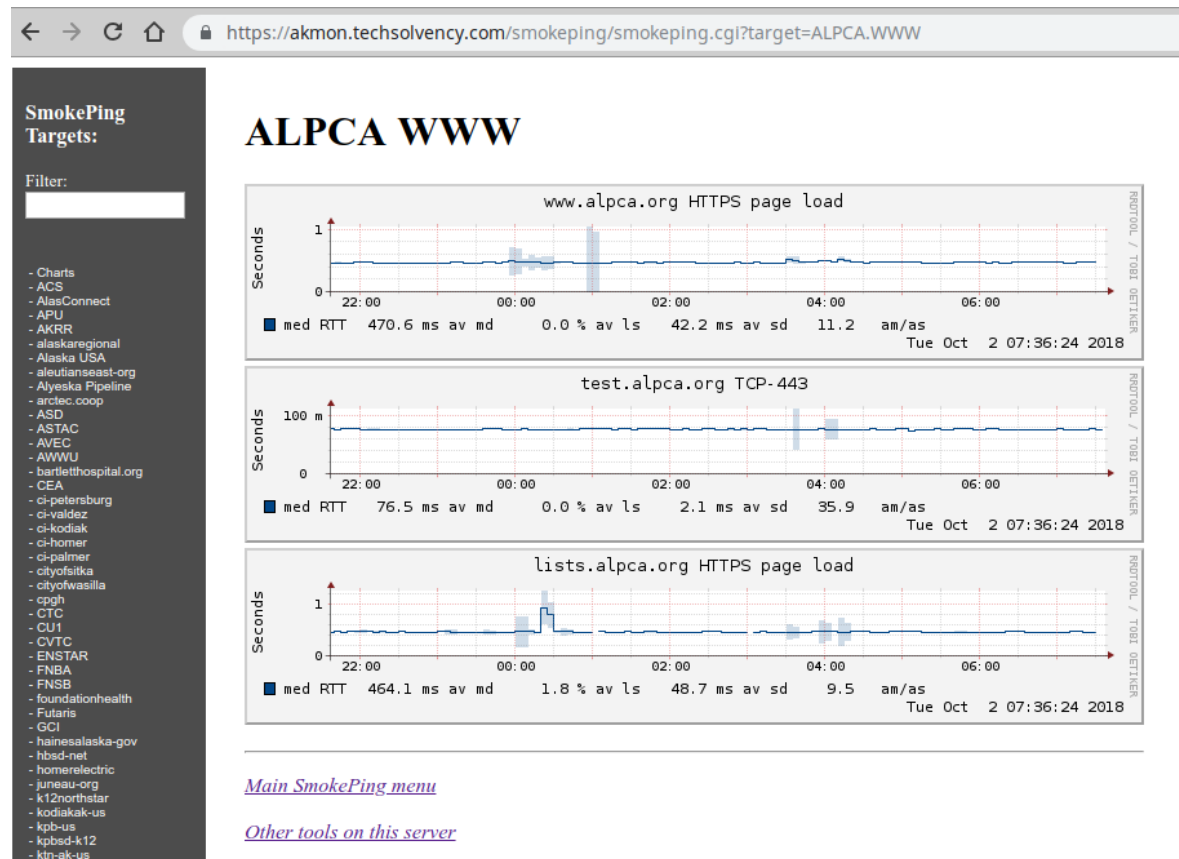 https://akmon.techsolvency.com/smokeping/smokeping.cgi?target=ALPCA.WWW
SmokePing
Targets:
Filter:
- Charts
- ACS
- AlasConnect
- APU
- AKRR
- alaskaregional
- Alaska USA
- aleutianseast-org
- Alyeska Pipeline
- arctec.coop
- ASD
- ASTAC
- AVEC
- AWWU
- bartletthospital.org
- CEA
- ci-petersburg
- ci-valdez
- ci-kodiak
- ci-homer
- ci-palmer
- cityofsitka
- cityofwasilla
- cpgh
- CTC
- CU1
- CVTC
- ENSTAR
- FNBA
- FNSB
- foundationhealth
- Futaris
- GCI
- hainesalaska-gov
- hbsd-net
- homerelectric
- juneau-org
- k12northstar
- kodiakak-us
- kpb-us
- kpbsd-k12
- ktn-ak-us
ALPCA WWW
www.alpca.org HTTPS page load
Seconds
1
0
22:00 00:00 02:00 04:00 06:00
med RTT 470.6 ms av md 0.0 % av ls 42.2 ms av sd 11.2 am/as
Tue Oct 2 07:36:24 2018
RRDTOOL / TOBI OETIKER
test.alpca.org TCP-443
Seconds
100 m
0
22:00 00:00 02:00 04:00 06:00
med RTT 76.5 ms av md 0.0 % av ls 2.1 ms av sd 35.9 am/as
Tue Oct 2 07:36:24 2018
RRDTOOL / TOBI OETIKER
lists.alpca.org HTTPS page load
Seconds
1
0
22:00 00:00 02:00 04:00 06:00
med RTT 464.1 ms av md 1.8 % av ls 48.7 ms av sd 9.5 am/as
Tue Oct 2 07:36:24 2018
RRDTOOL / TOBI OETIKER
Main SmokePing menu
Other tools on this server